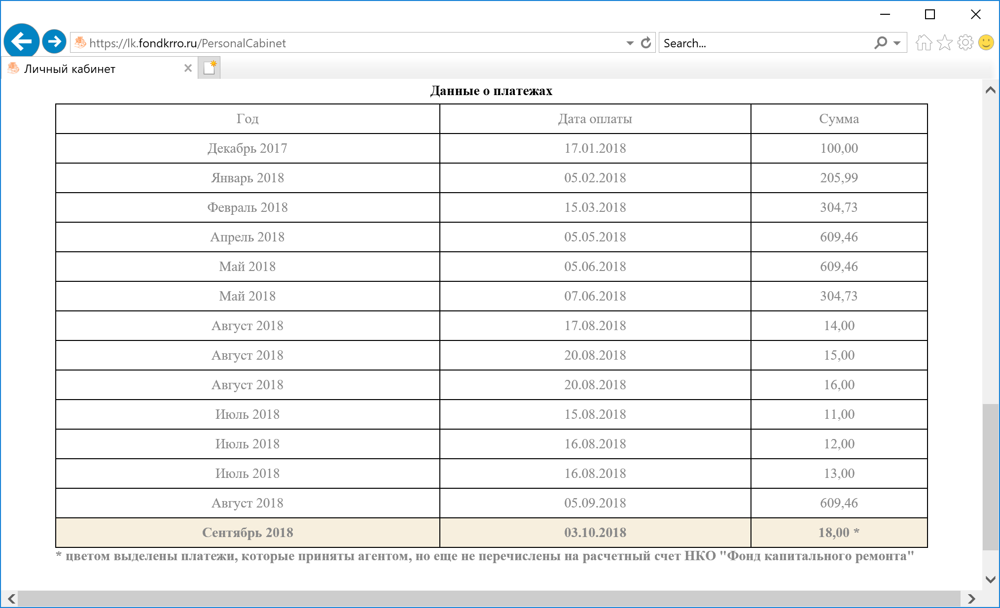 https://lk.fondkrro.ru/PersonalCabinet Search...
Личный кабинет
Данные о платежах
Год Дата оплаты Сумма
Декабрь 2017 17.01.2018 100,00
Январь 2018 05.02.2018 205,99
Февраль 2018 15.03.2018 304,73
Апрель 2018 05.05.2018 609,46
Май 2018 05.06.2018 609,46
Май 2018 07.06.2018 304,73
Август 2018 17.08.2018 14,00
Август 2018 20.08.2018 15,00
Август 2018 20.08.2018 16,00
Июль 2018 15.08.2018 11,00
Июль 2018 16.08.2018 12,00
Июль 2018 16.08.2018 13,00
Август 2018 05.09.2018 609,46
Сентябрь 2018 03.10.2018 18,00 *
* цветом выделены платежи, которые приняты агентом, но еще не перечислены на расчетный счет НКО "Фонд капитального ремонта"